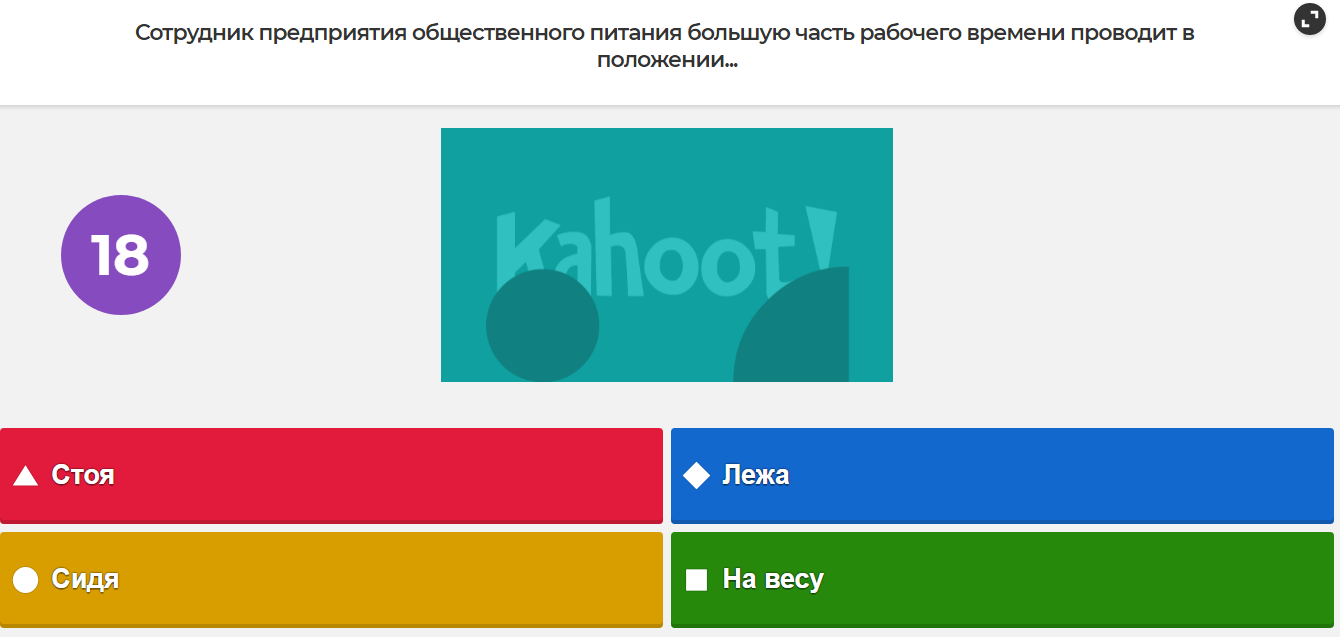 Сотрудник предприятия общественного питания большую часть рабочего времени проводит в
положении...
18
Kahoot!
Стоя
Лежа
Сидя
На весу